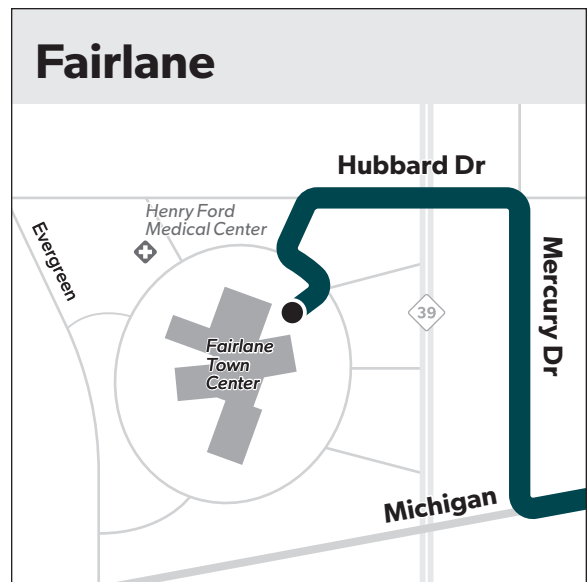 Fairlane
Hubbard Dr
Henry Ford
Medical Center
Evergreen
Mercury Dr
39
Fairlane
Town
Center
Michigan